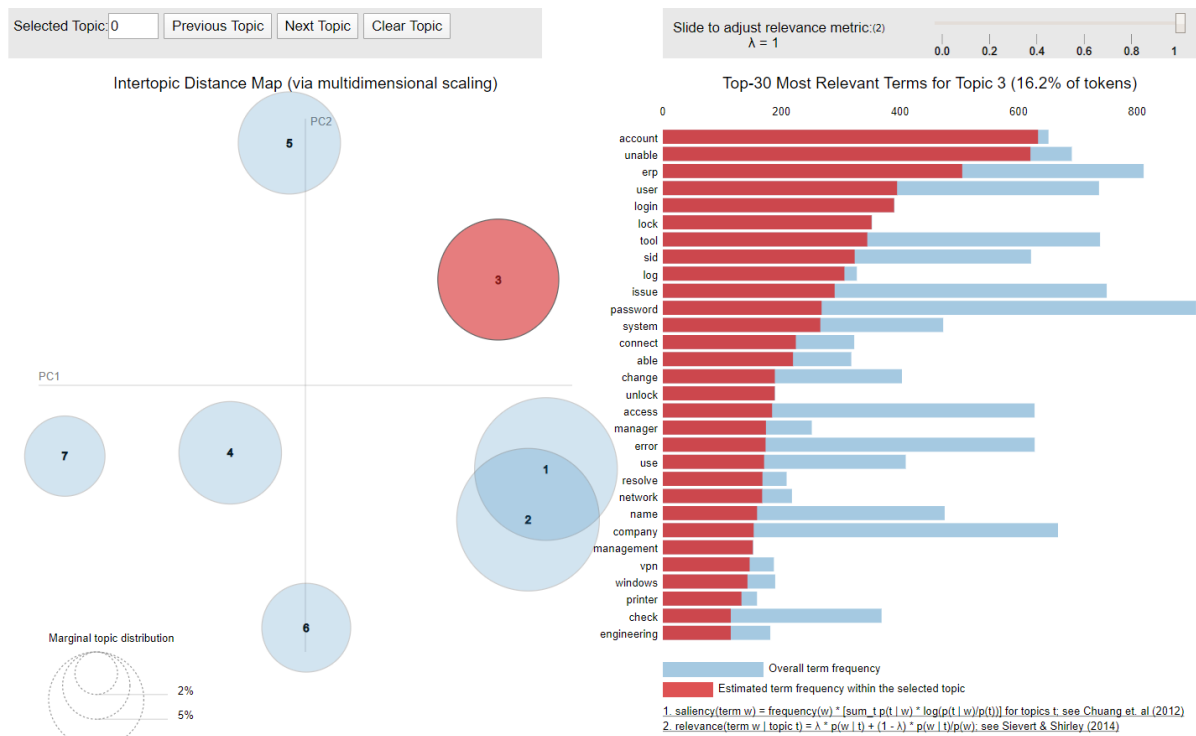 Selected Topic: 0 Previous Topic Next Topic Clear Topic
Slide to adjust relevance metric:(2)
λ = 1
0.0 0.2 0.4 0.6 0.8 1
Intertopic Distance Map (via multidimensional scaling)
PC2
PC1
5
3
7
4
1
2
6
Marginal topic distribution
2%
5%
Top-30 Most Relevant Terms for Topic 3 (16.2% of tokens)
0 200 400 600 800
account
unable
erp
user
login
lock
tool
sid
log
issue
password
system
connect
able
change
unlock
access
manager
error
use
resolve
network
name
company
management
vpn
windows
printer
check
engineering
Overall term frequency
Estimated term frequency within the selected topic
1. saliency(term w) = frequency(w) * [sum_t p(t | w) * log(p(t | w)/p(t))] for topics t; see Chuang et. al (2012)
2. relevance(term w | topic t) = λ * p(w | t) + (1 - λ) * p(w | t)/p(w); see Sievert & Shirley (2014)